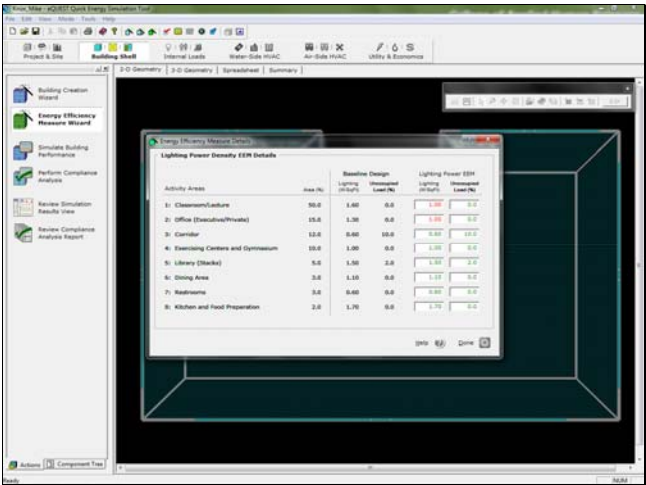 Knox_Mike - eQUEST Quick Energy Simulation Tool
File Edit View Mode Tools Help
Project & Site Building Shell Internal Loads Water-Side HVAC Air-Side HVAC Utility & Economics
Actions
2-D Geometry 3-D Geometry Spreadsheet Summary
Building Creation
Wizard
Energy Efficiency
Measure Wizard
Simulate Building
Performance
Perform Compliance
Analysis
Review Simulation
Results View
Review Compliance
Analysis Report
Energy Efficiency Measure Details
Lighting Power Density EEM Details
Baseline Design Lighting Power EEM
Activity Areas Area (%) Lighting (W/SqFt) Unoccupied Load (%) Lighting (W/SqFt) Unoccupied Load (%)
1: Classroom/Lecture 50.0 1.60 0.0 1.00 0.0
2: Office (Executive/Private) 15.0 1.30 0.0 1.00 0.0
3: Corridor 12.0 0.60 10.0 0.60 10.0
4: Exercising Centers and Gymnasium 10.0 1.00 0.0 1.00 0.0
5: Library (Stacks) 5.0 1.50 2.0 1.50 2.0
6: Dining Area 3.0 1.10 0.0 1.10 0.0
7: Restrooms 3.0 0.60 0.0 0.60 0.0
8: Kitchen and Food Preparation 2.0 1.70 0.0 1.70 0.0
Help Done
Actions Component Tree
Ready NUM